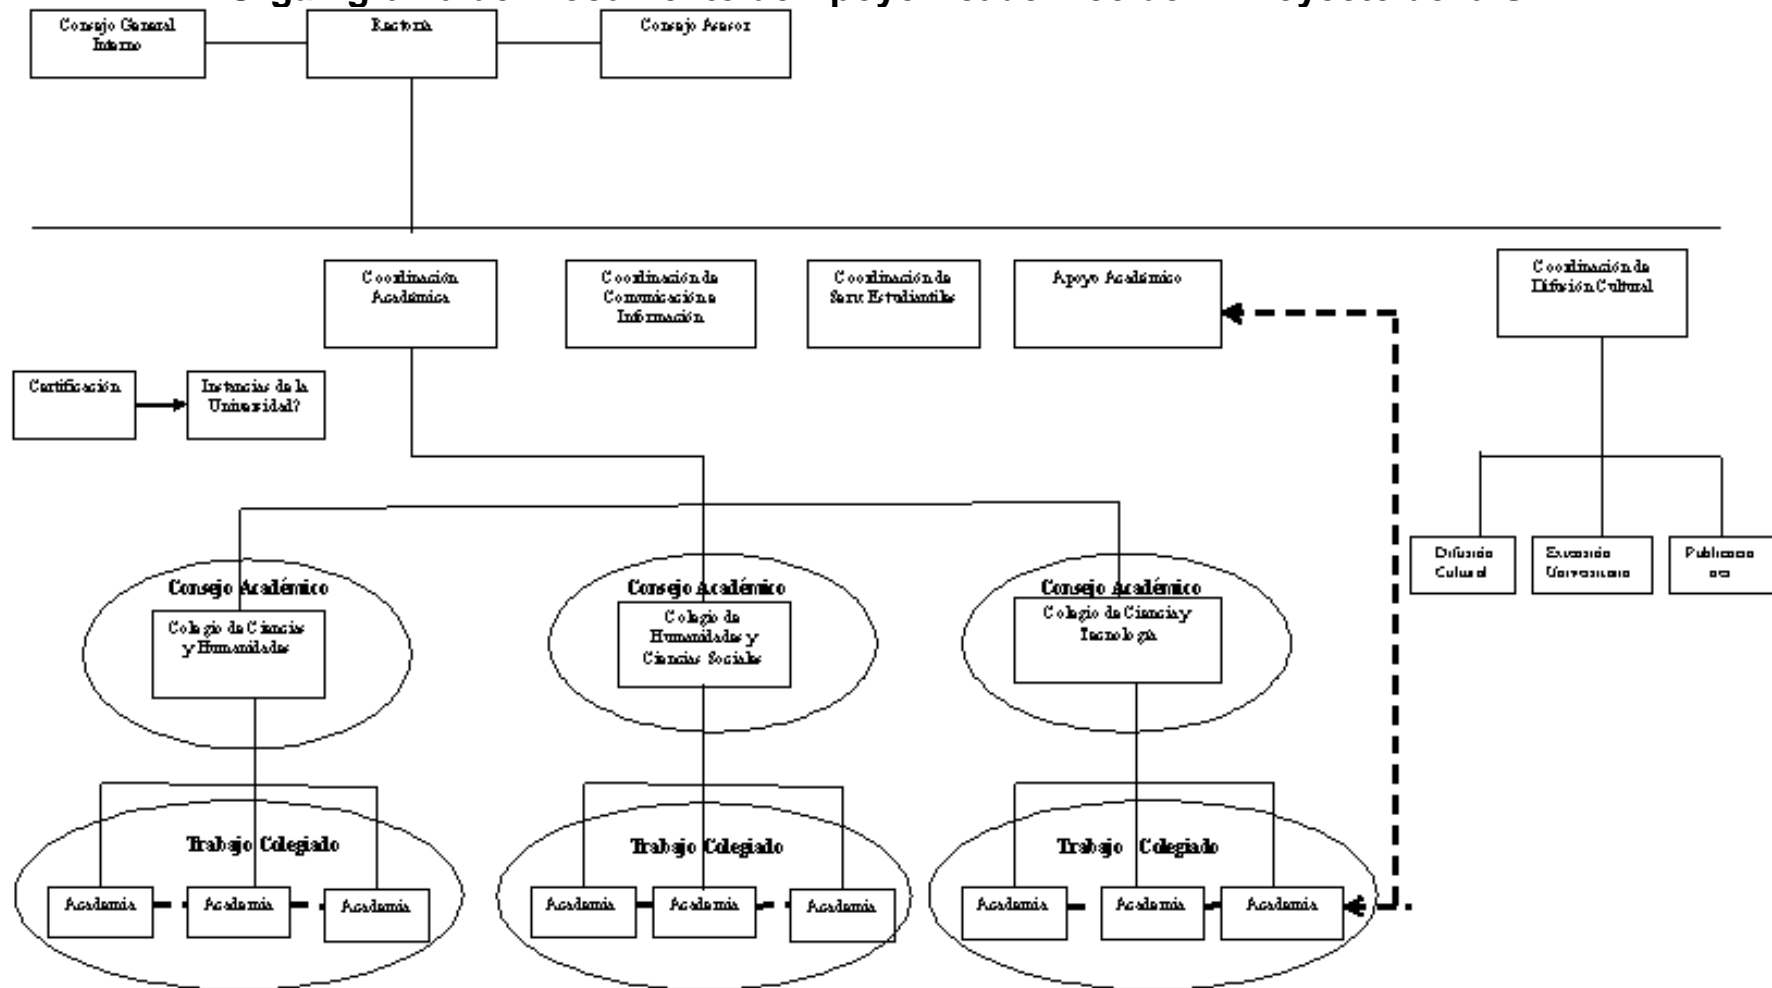 Consejo General
Interno
Rectoría
Consejo Asesor
Coordinación
Académica
Coordinación de
Comunicación e
Información
Coordinación de
Serv. Estudiantiles
Apoyo Académico
Coordinación de
Difusión Cultural
Certificación
Instancias de la
Universidad?
Difusión
Cultural
Extensión
Universitaria
Publicacio
nes
Consejo Académico
Colegio de Ciencias
y Humanidades
Consejo Académico
Colegio de
Humanidades y
Ciencias Sociales
Consejo Académico
Colegio de Ciencia y
Tecnología
Trabajo Colegiado
Academia
Academia
Academia
Trabajo Colegiado
Academia
Academia
Academia
Trabajo Colegiado
Academia
Academia
Academia